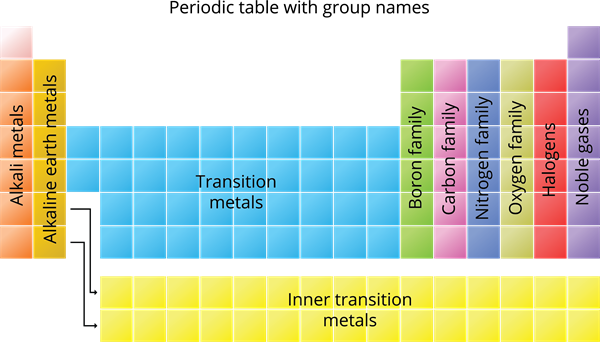 Periodic table with group names
Alkali metals
Alkaline earth metals
Transition
metals
Boron family
Carbon family
Nitrogen family
Oxygen family
Halogens
Noble gases
Inner transition
metals